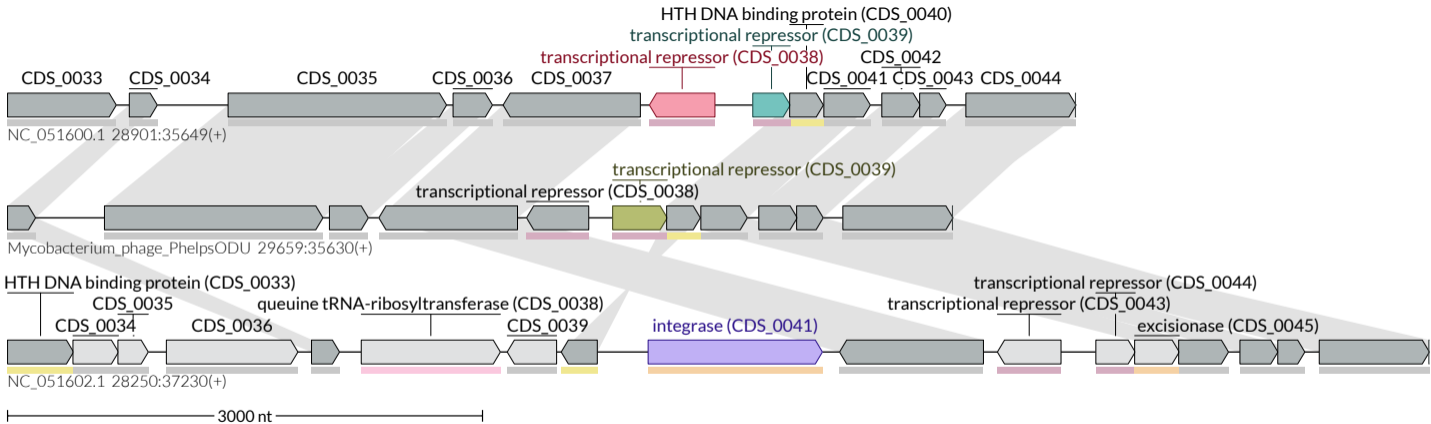 HTH DNA binding protein (CDS_0040)
transcriptional repressor (CDS_0039)
transcriptional repressor (CDS_0038) CDS_0042
CDS_0033 CDS_0034 CDS_0035 CDS_0036 CDS_0037 CDS_0041 CDS_0043 CDS_0044
NC_051600.1 28901:35649(+)
transcriptional repressor (CDS_0039)
transcriptional repressor (CDS_0038)
Mycobacterium_phage_PhelpsODU 29659:35630(+)
HTH DNA binding protein (CDS_0033) transcriptional repressor (CDS_0044)
CDS_0035 queuine tRNA-ribosyltransferase (CDS_0038) transcriptional repressor (CDS_0043)
CDS_0034 CDS_0036 CDS_0039 integrase (CDS_0041) excisionase (CDS_0045)
NC_051602.1 28250:37230(+)
3000 nt